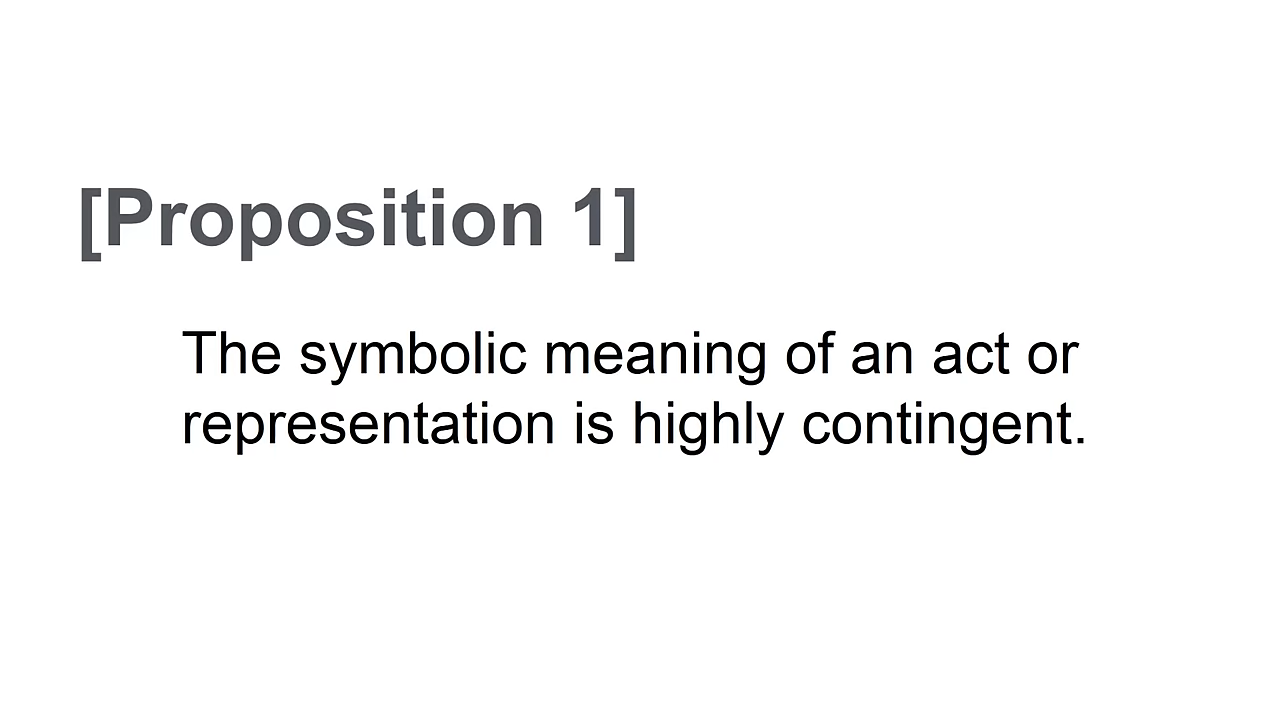 [Proposition 1]
The symbolic meaning of an act or
representation is highly contingent.